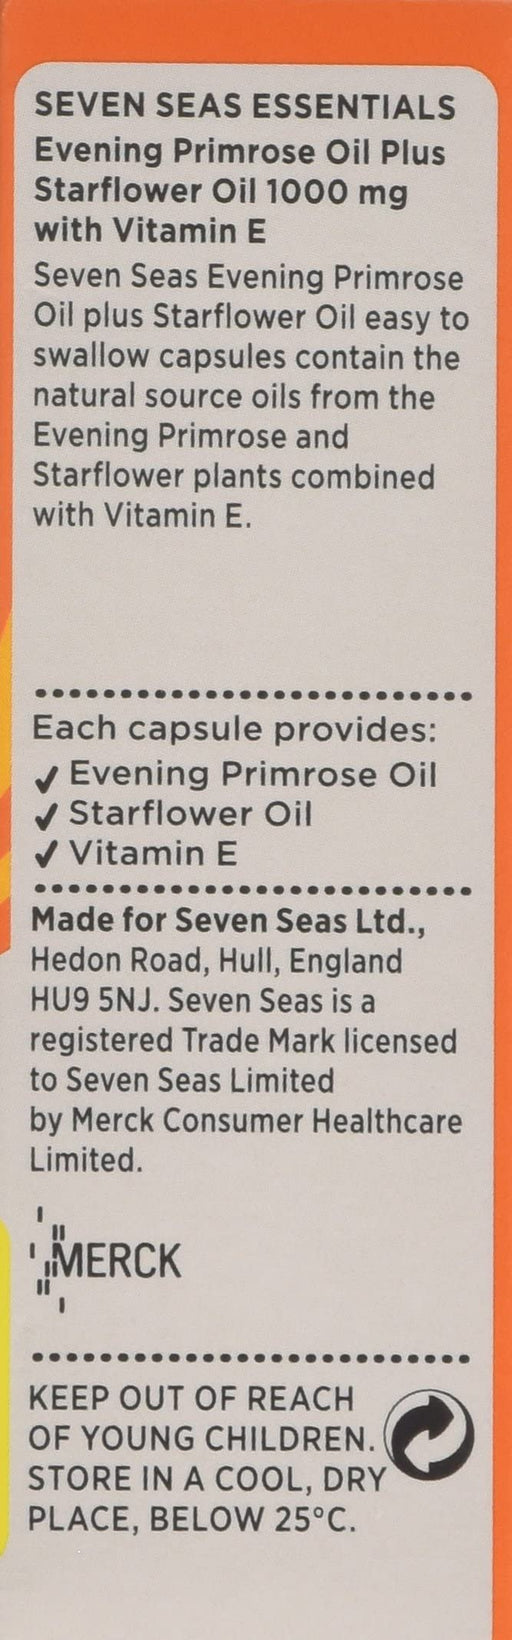 SEVEN SEAS ESSENTIALS
Evening Primrose Oil Plus
Starflower Oil 1000 mg
with Vitamin E
Seven Seas Evening Primrose
Oil plus Starflower Oil easy to
swallow capsules contain the
natural source oils from the
Evening Primrose and
Starflower plants combined
with Vitamin E.
Each capsule provides:
✓ Evening Primrose Oil
✓ Starflower Oil
✓ Vitamin E
Made for Seven Seas Ltd.,
Hedon Road, Hull, England
HU9 5NJ. Seven Seas is a
registered Trade Mark licensed
to Seven Seas Limited
by Merck Consumer Healthcare
Limited.
MERCK
KEEP OUT OF REACH
OF YOUNG CHILDREN.
STORE IN A COOL, DRY
PLACE, BELOW 25°C.